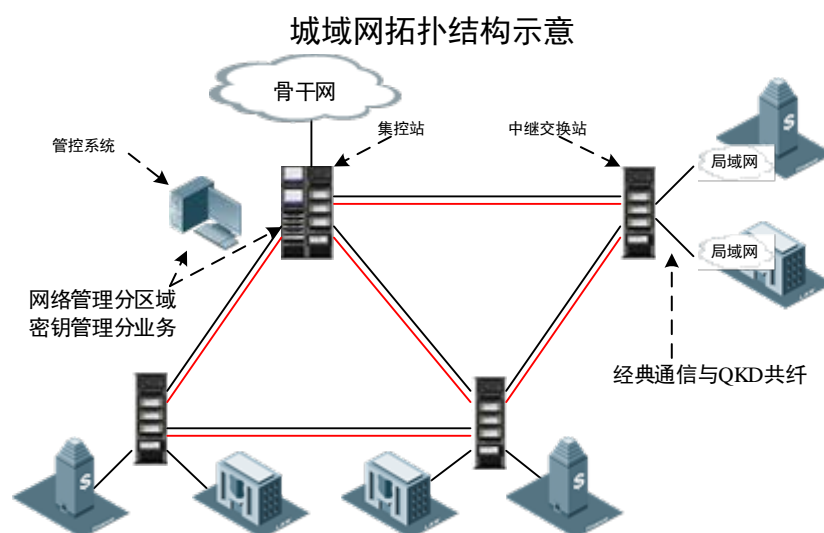 城域网拓扑结构示意
骨干网
集控站
中继交换站
管控系统
局域网
局域网
网络管理分区域
密钥管理分业务
经典通信与QKD共纤
S
S
S